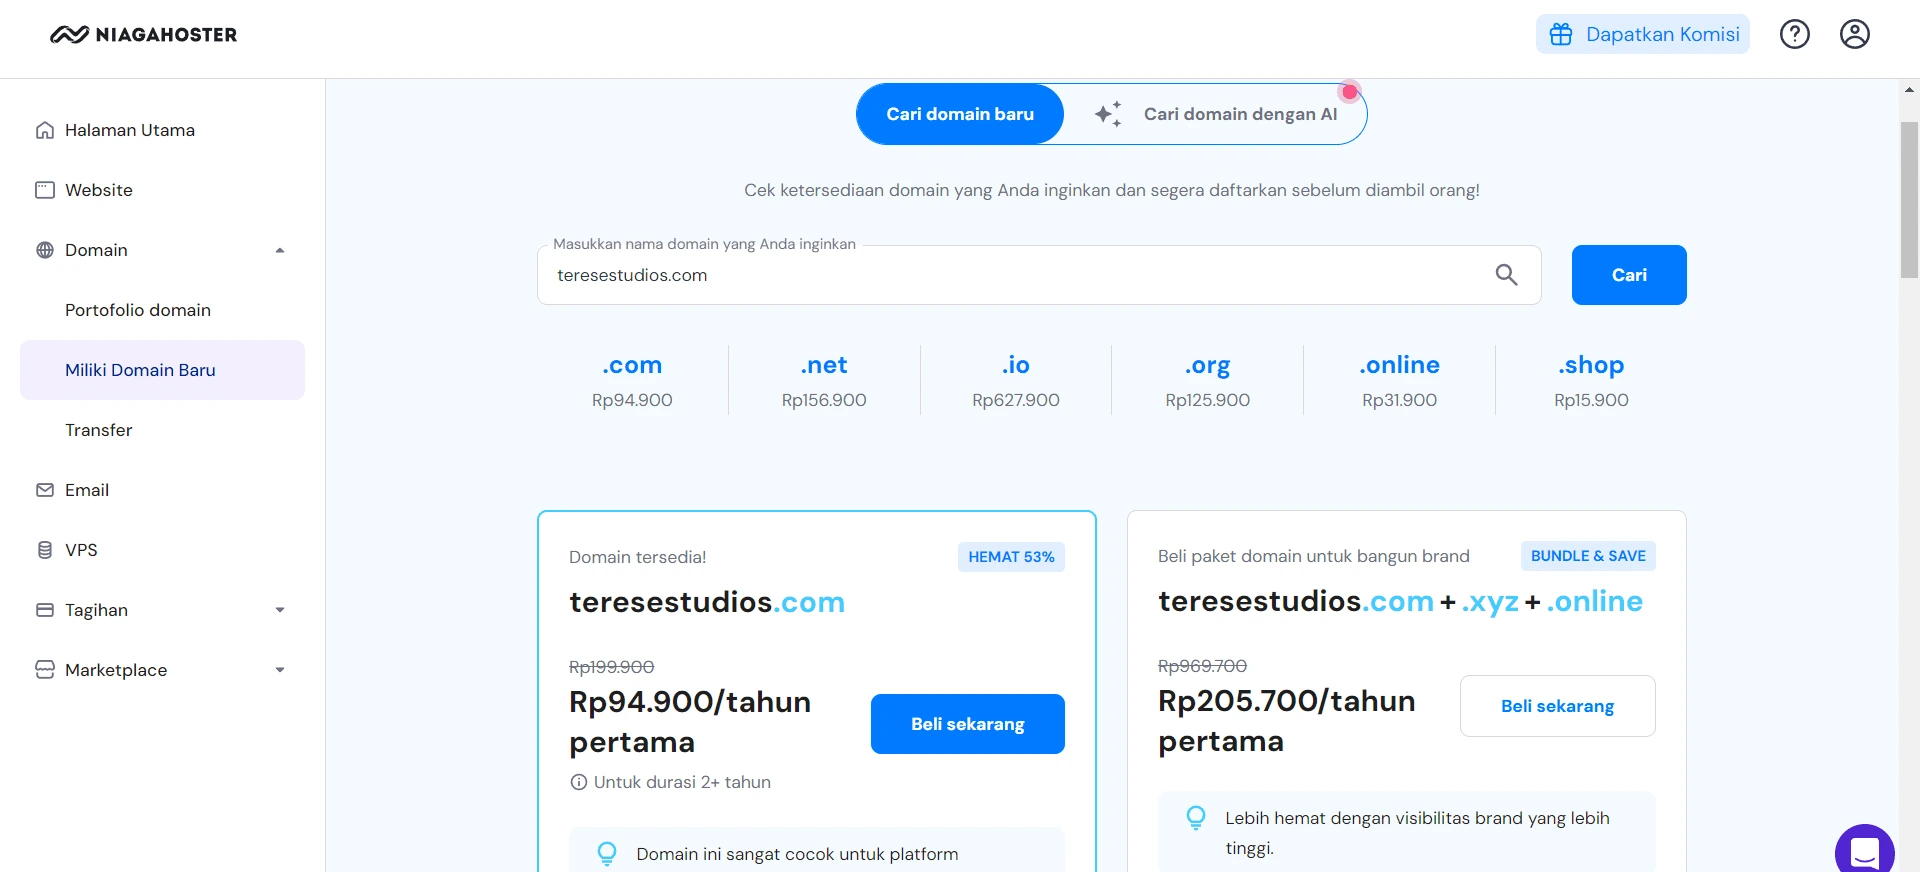 NIAGAHOSTER
Dapatkan Komisi
Halaman Utama
Website
Domain
Portofolio domain
Miliki Domain Baru
Transfer
Email
VPS
Tagihan
Marketplace
Cari domain baru
Cari domain dengan AI
Cek ketersediaan domain yang Anda inginkan dan segera daftarkan sebelum diambil orang!
Masukkan nama domain yang Anda inginkan
teresestudios.com
Cari
.com
Rp94.900
.net
Rp156.900
.io
Rp627.900
.org
Rp125.900
.online
Rp31.900
.shop
Rp15.900
Domain tersedia!
HEMAT 53%
teresestudios.com
Rp199.900
Rp94.900/tahun
pertama
Beli sekarang
Untuk durasi 2+ tahun
Domain ini sangat cocok untuk platform
Beli paket domain untuk bangun brand
BUNDLE & SAVE
teresestudios.com + .xyz + .online
Rp969.700
Rp205.700/tahun
pertama
Beli sekarang
Lebih hemat dengan visibilitas brand yang lebih
tinggi.